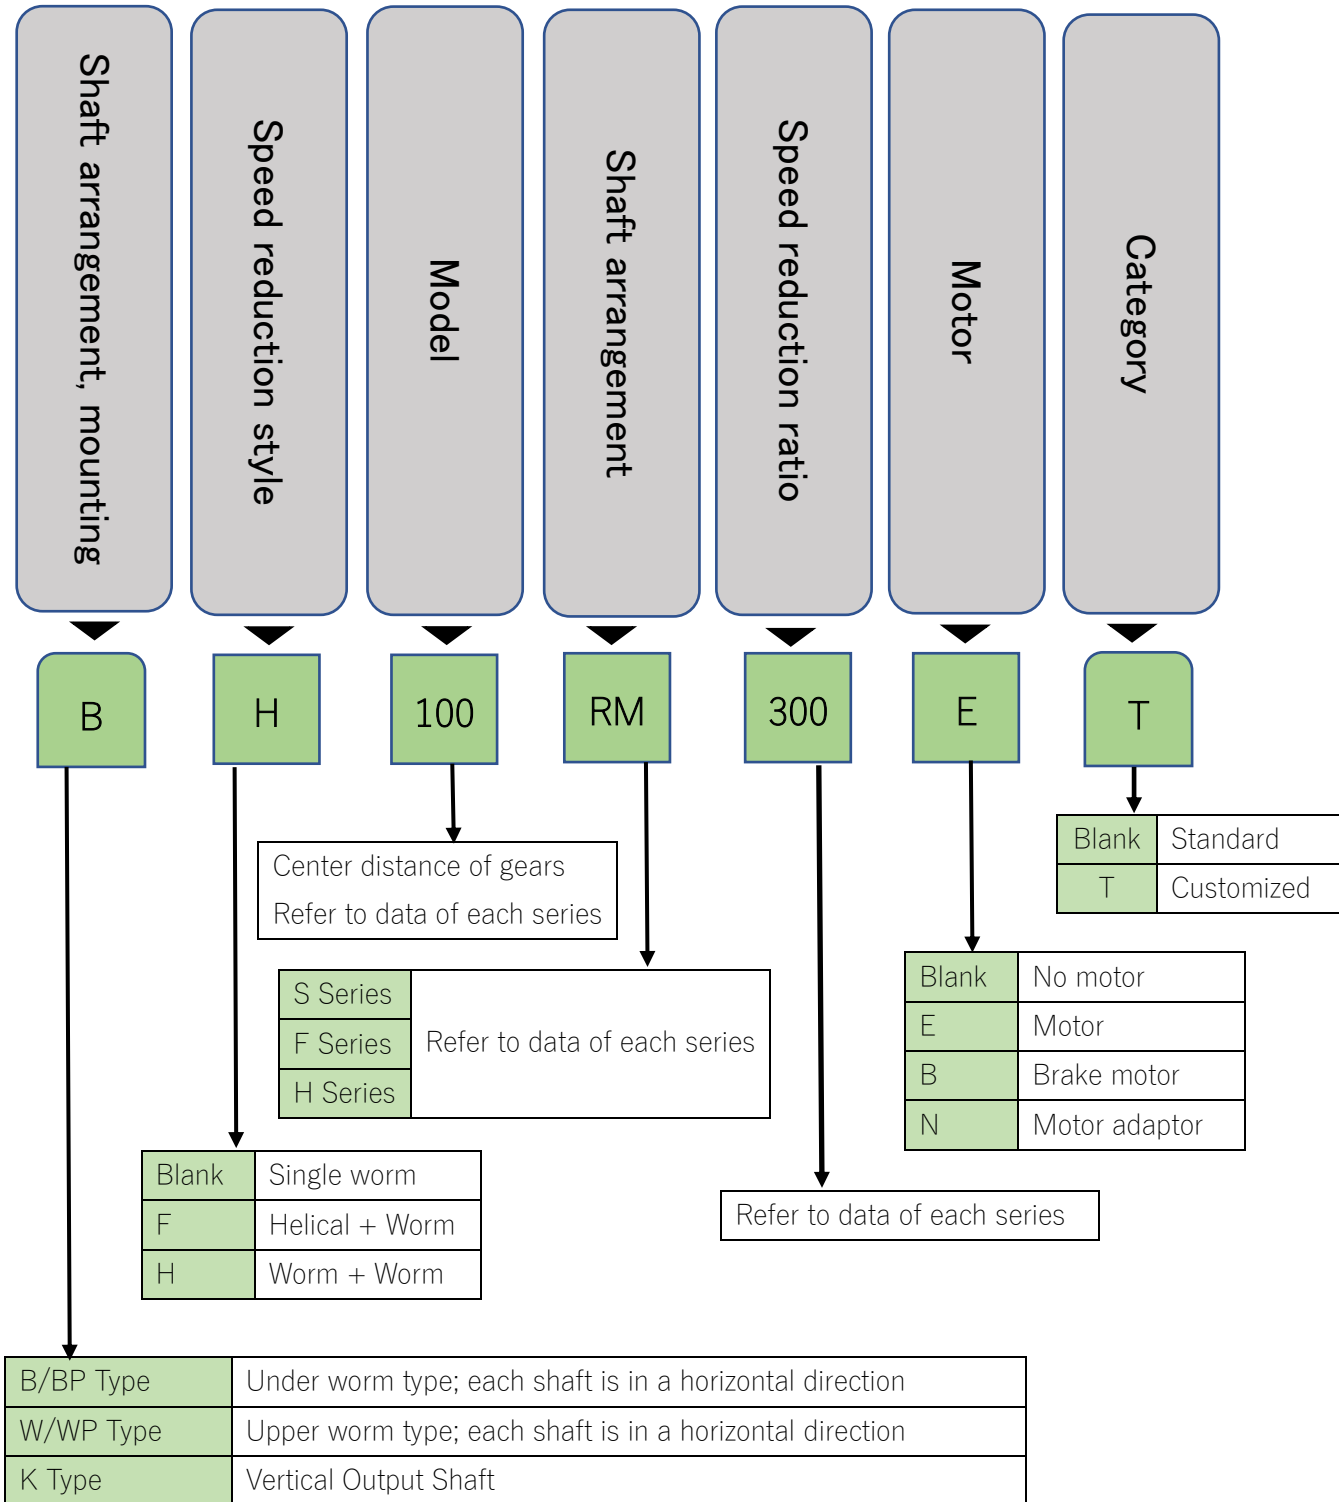 Shaft arrangement, mounting
Speed reduction style
Model
Shaft arrangement
Speed reduction ratio
Motor
Category
B
H
100
RM
300
E
T
Blank Standard
T Customized
Center distance of gears
Refer to data of each series
Blank No motor
E Motor
B Brake motor
N Motor adaptor
S Series
F Series
H Series
Refer to data of each series
Blank Single worm
F Helical + Worm
H Worm + Worm
Refer to data of each series
B/BP Type Under worm type; each shaft is in a horizontal direction
W/WP Type Upper worm type; each shaft is in a horizontal direction
K Type Vertical Output Shaft